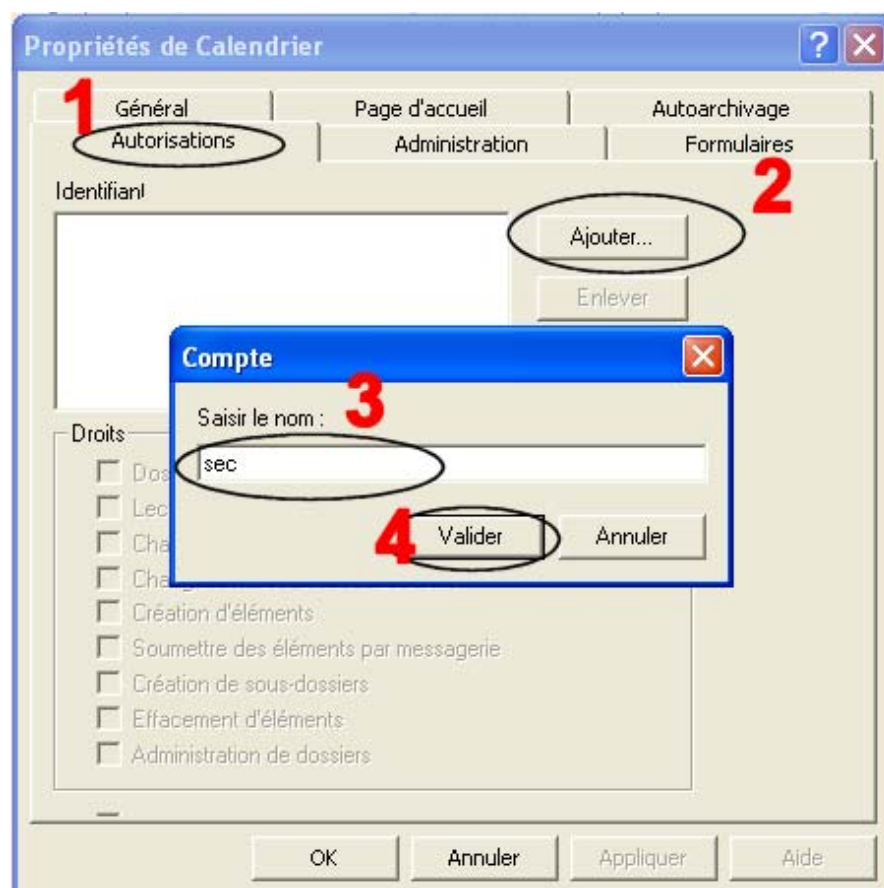 Propriétés de Calendrier
1
Général
Page d'accueil
Autoarchivage
Autorisations
Administration
Formulaires
2
Identifian
Ajouter...
Enlever
Compte
3
Saisir le nom :
Droits
sec
4
Valider
Annuler
Création d'éléments
Soumettre des éléments par messagerie
Création de sous-dossiers
Effacement d'éléments
Administration de dossiers
OK
Annuler
Appliquer
Aide